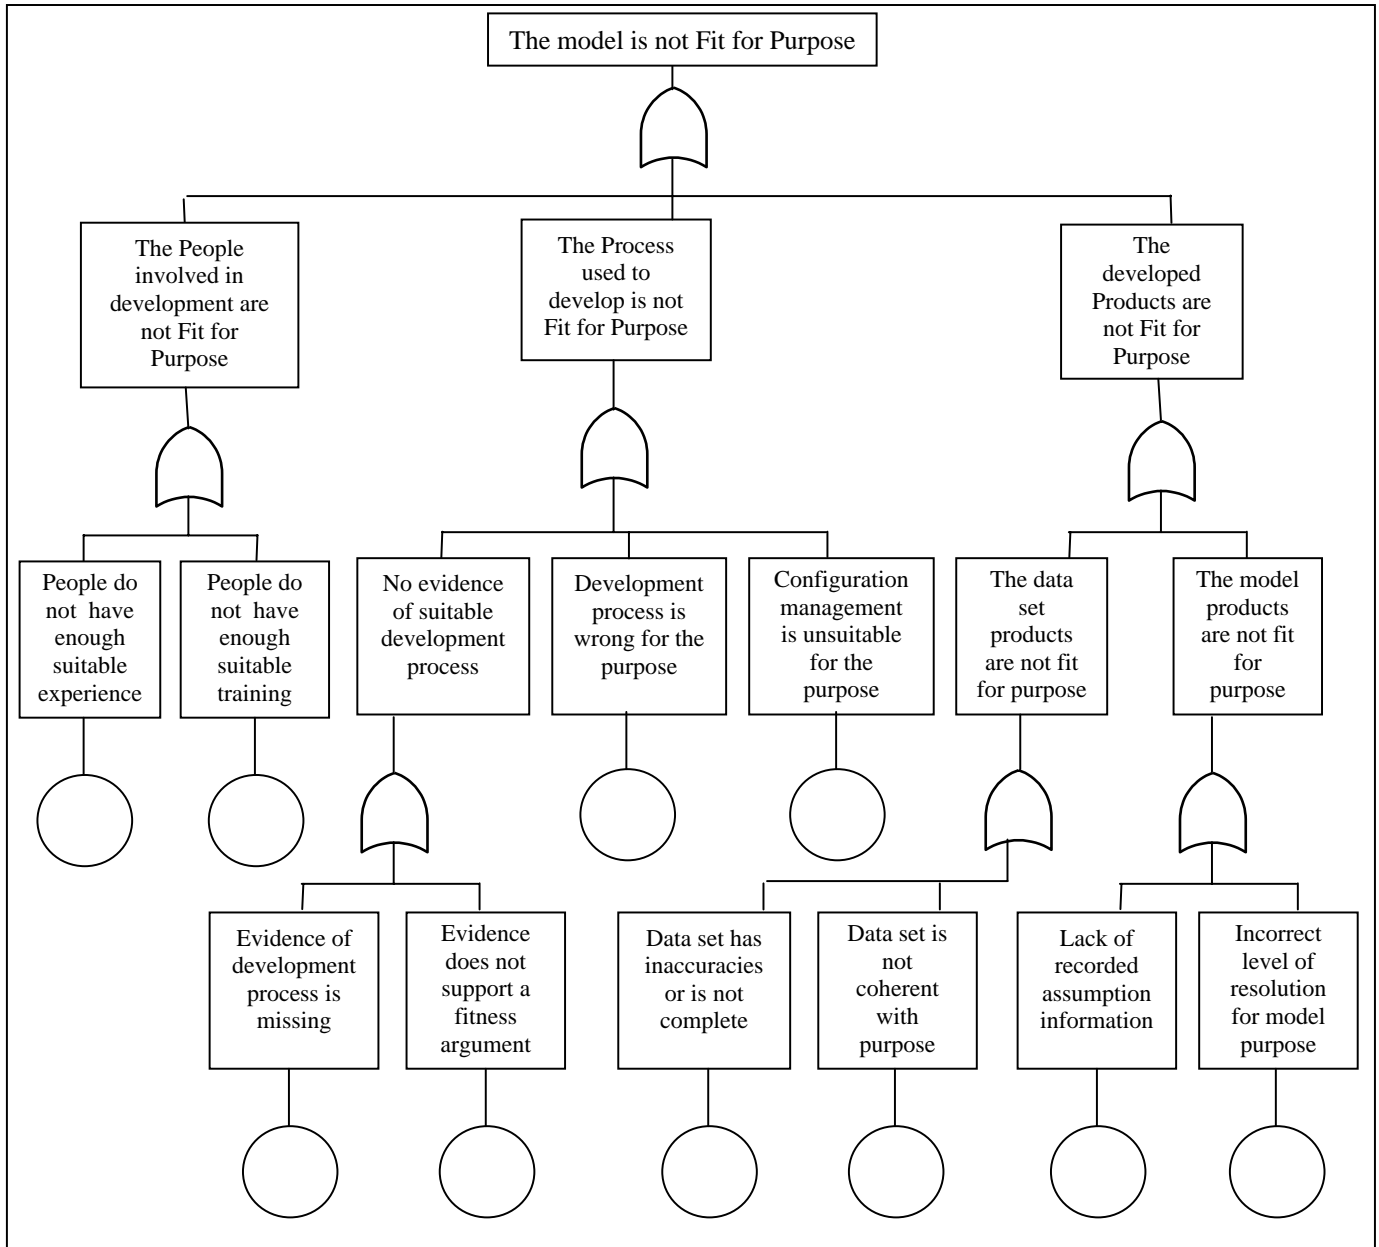 The model is not Fit for Purpose
The People
involved in
development are
not Fit for
Purpose
The Process
used to
develop is not
Fit for Purpose
The
developed
Products are
not Fit for
Purpose
People do
not have
enough
suitable
experience
People do
not have
enough
suitable
training
No evidence
of suitable
development
process
Development
process is
wrong for the
purpose
Configuration
management
is unsuitable
for the
purpose
The data
set
products
are not fit
for purpose
The model
products
are not fit
for
purpose
Evidence of
development
process is
missing
Evidence
does not
support a
fitness
argument
Data set has
inaccuracies
or is not
complete
Data set is
not
coherent
with
purpose
Lack of
recorded
assumption
information
Incorrect
level of
resolution
for model
purpose